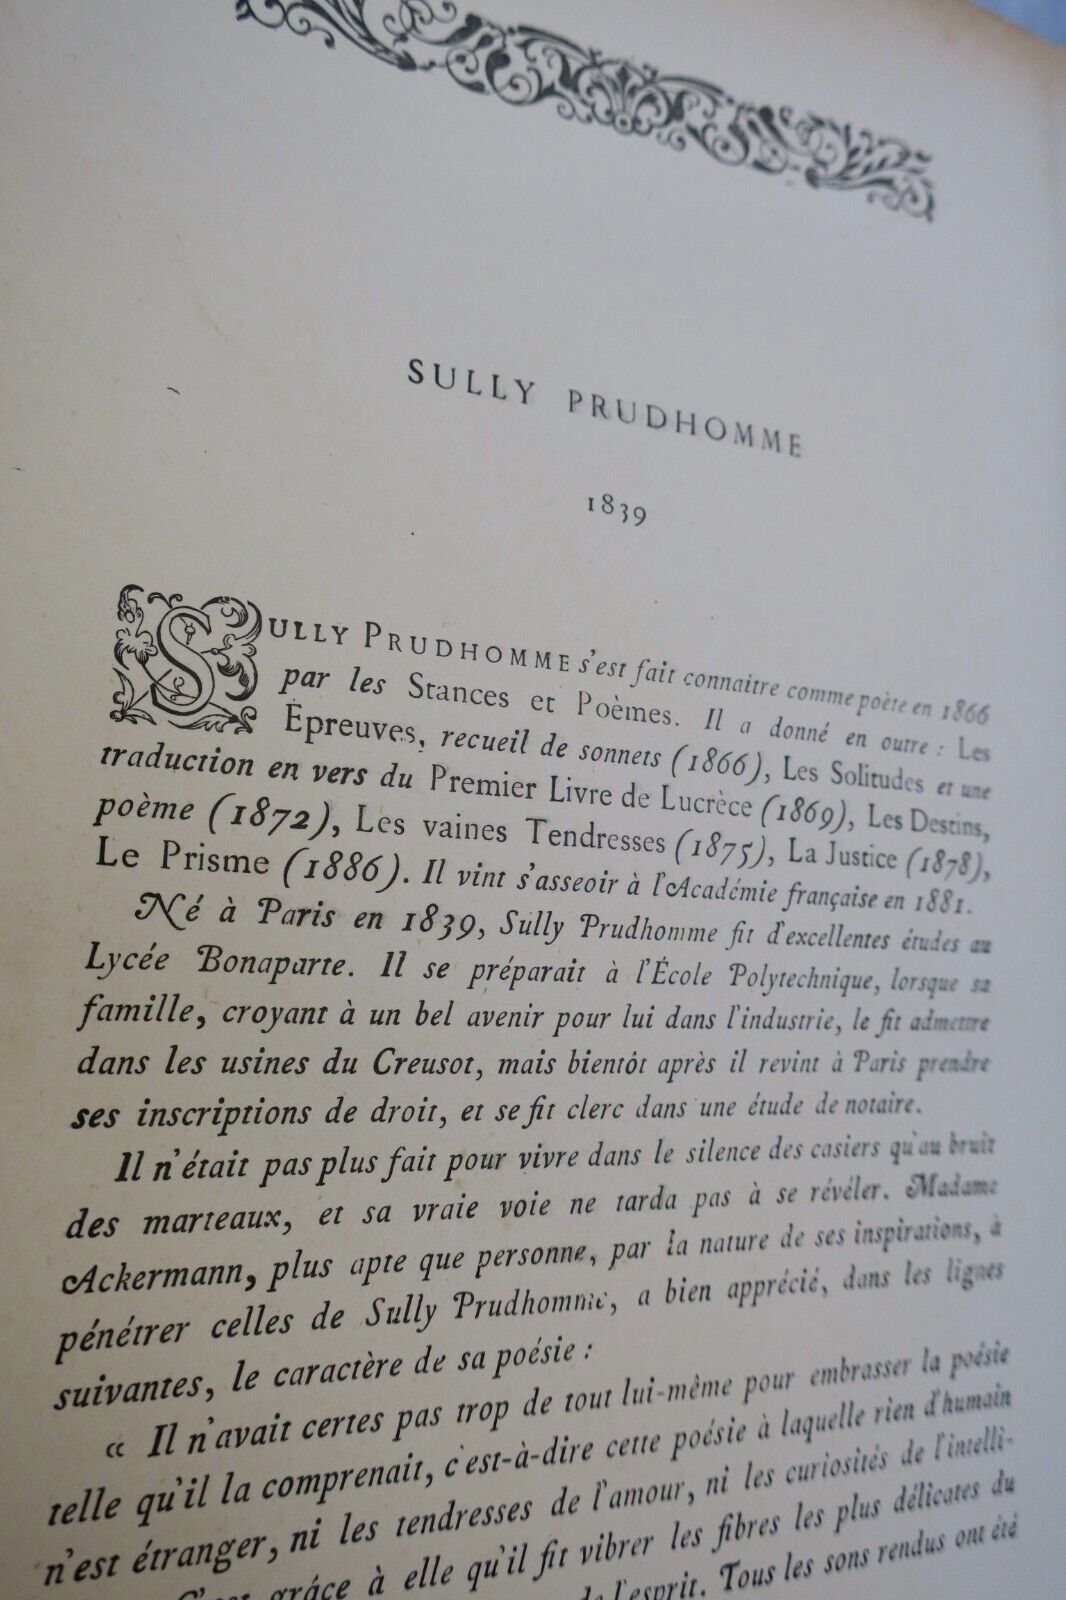 SULLY PRUDHOMME
1839
SULLY PRUDHOMME s'est fait connaitre comme poète en 1866
par les Stances et Poèmes. Il a donné en outre : Les
Épreuves, recueil de sonnets (1866), Les Solitudes et une
traduction en vers du Premier Livre de Lucrèce (1869), Les Destins,
poème (1872), Les vaines Tendresses (1875), La Justice (1878),
Le Prisme (1886). Il vint s'asseoir à l'Académie française en 1881.
Né à Paris en 1839, Sully Prudhomme fit d'excellentes études au
Lycée Bonaparte. Il se préparait à l'École Polytechnique, lorsque sa
famille, croyant à un bel avenir pour lui dans l'industrie, le fit admettre
dans les usines du Creusot, mais bientôt après il revint à Paris prendre
ses inscriptions de droit, et se fit clerc dans une étude de notaire.
Il n'était pas plus fait pour vivre dans le silence des casiers qu'au bruit
des marteaux, et sa vraie voie ne tarda pas à se révéler. Madame
Ackermann, plus apte que personne, par la nature de ses inspirations, à
pénétrer celles de Sully Prudhomme, a bien apprécié, dans les lignes
suivantes, le caractère de sa poésie :
« Il n'avait certes pas trop de tout lui-même pour embrasser la poésie
telle qu'il la comprenait, c'est-à-dire cette poésie à laquelle rien d'humain
n'est étranger, ni les tendresses de l'amour, ni les curiosités de l'intelli-
C'est grâce à elle qu'il fit vibrer les fibres les plus délicates du
de l'esprit. Tous les sons rendus ont été